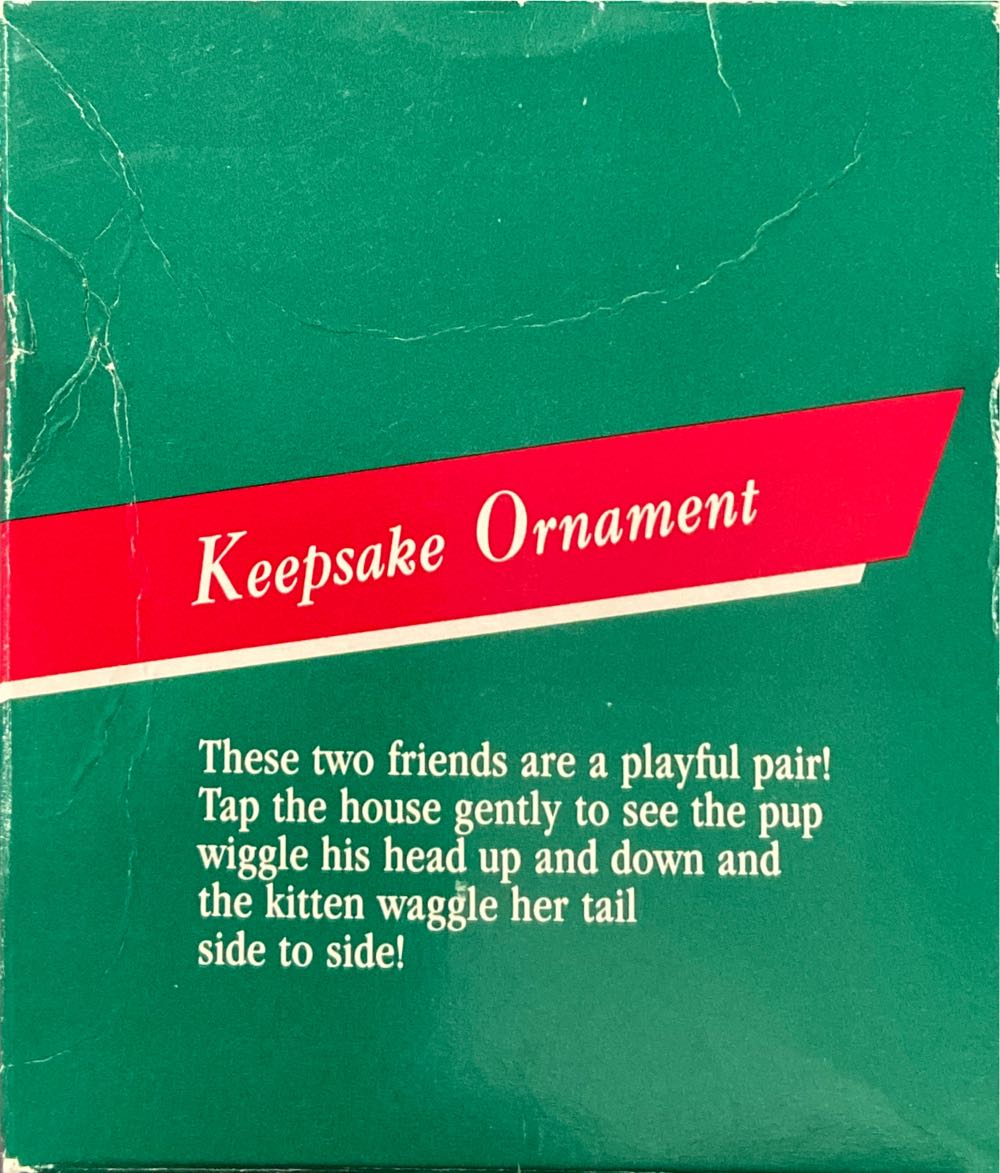 Keepsake Ornament
These two friends are a playful pair!
Tap the house gently to see the pup
wiggle his head up and down and
the kitten waggle her tail
side to side!